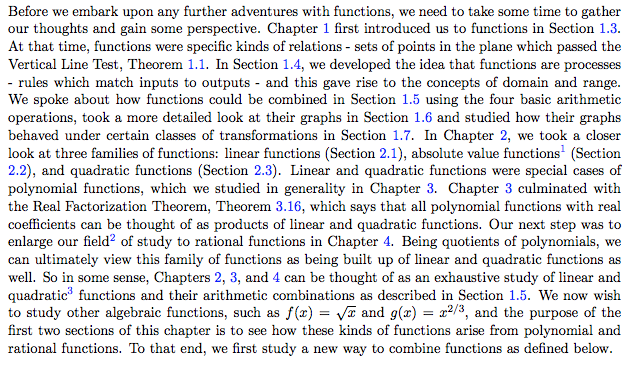 Before we embark upon any further adventures with functions, we need to take some time to gather
our thoughts and gain some perspective. Chapter 1 first introduced us to functions in Section 1.3.
At that time, functions were specific kinds of relations - sets of points in the plane which passed the
Vertical Line Test, Theorem 1.1. In Section 1.4, we developed the idea that functions are processes
- rules which match inputs to outputs - and this gave rise to the concepts of domain and range.
We spoke about how functions could be combined in Section 1.5 using the four basic arithmetic
operations, took a more detailed look at their graphs in Section 1.6 and studied how their graphs
behaved under certain classes of transformations in Section 1.7. In Chapter 2, we took a closer
look at three families of functions: linear functions (Section 2.1), absolute value functions¹ (Section
2.2), and quadratic functions (Section 2.3). Linear and quadratic functions were special cases of
polynomial functions, which we studied in generality in Chapter 3. Chapter 3 culminated with
the Real Factorization Theorem, Theorem 3.16, which says that all polynomial functions with real
coefficients can be thought of as products of linear and quadratic functions. Our next step was to
enlarge our field² of study to rational functions in Chapter 4. Being quotients of polynomials, we
can ultimately view this family of functions as being built up of linear and quadratic functions as
well. So in some sense, Chapters 2, 3, and 4 can be thought of as an exhaustive study of linear and
quadratic³ functions and their arithmetic combinations as described in Section 1.5. We now wish
to study other algebraic functions, such as f(x) = √x and g(x) = x^{2/3}, and the purpose of the
first two sections of this chapter is to see how these kinds of functions arise from polynomial and
rational functions. To that end, we first study a new way to combine functions as defined below.